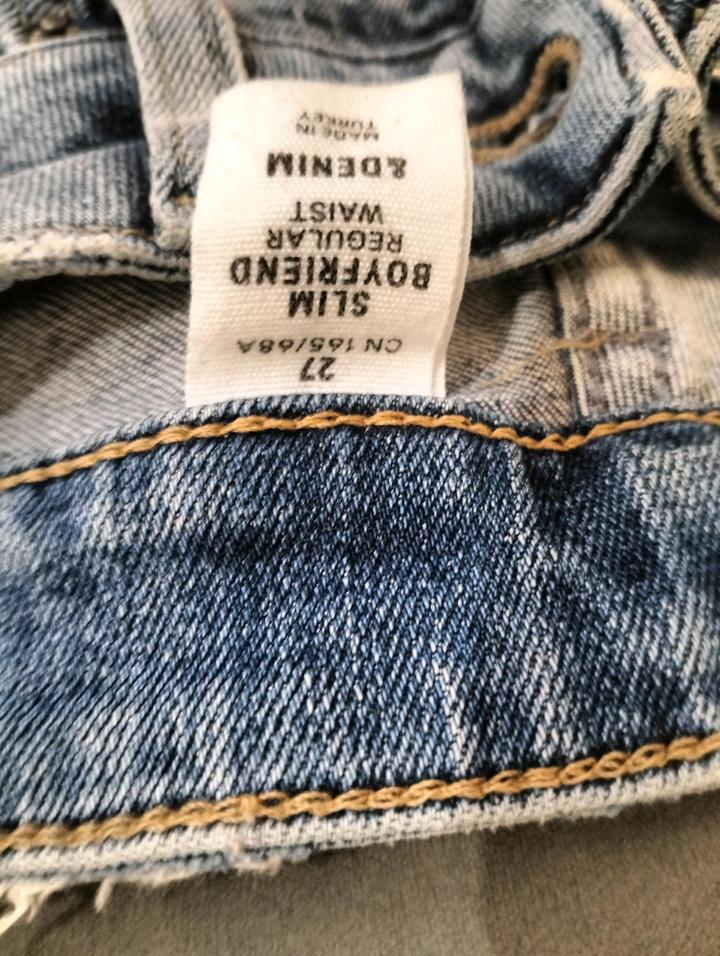 27
CN 165/68A
SLIM
BOYFRIEND
REGULAR
WAIST
&DENIM
MADE IN
TURKEY